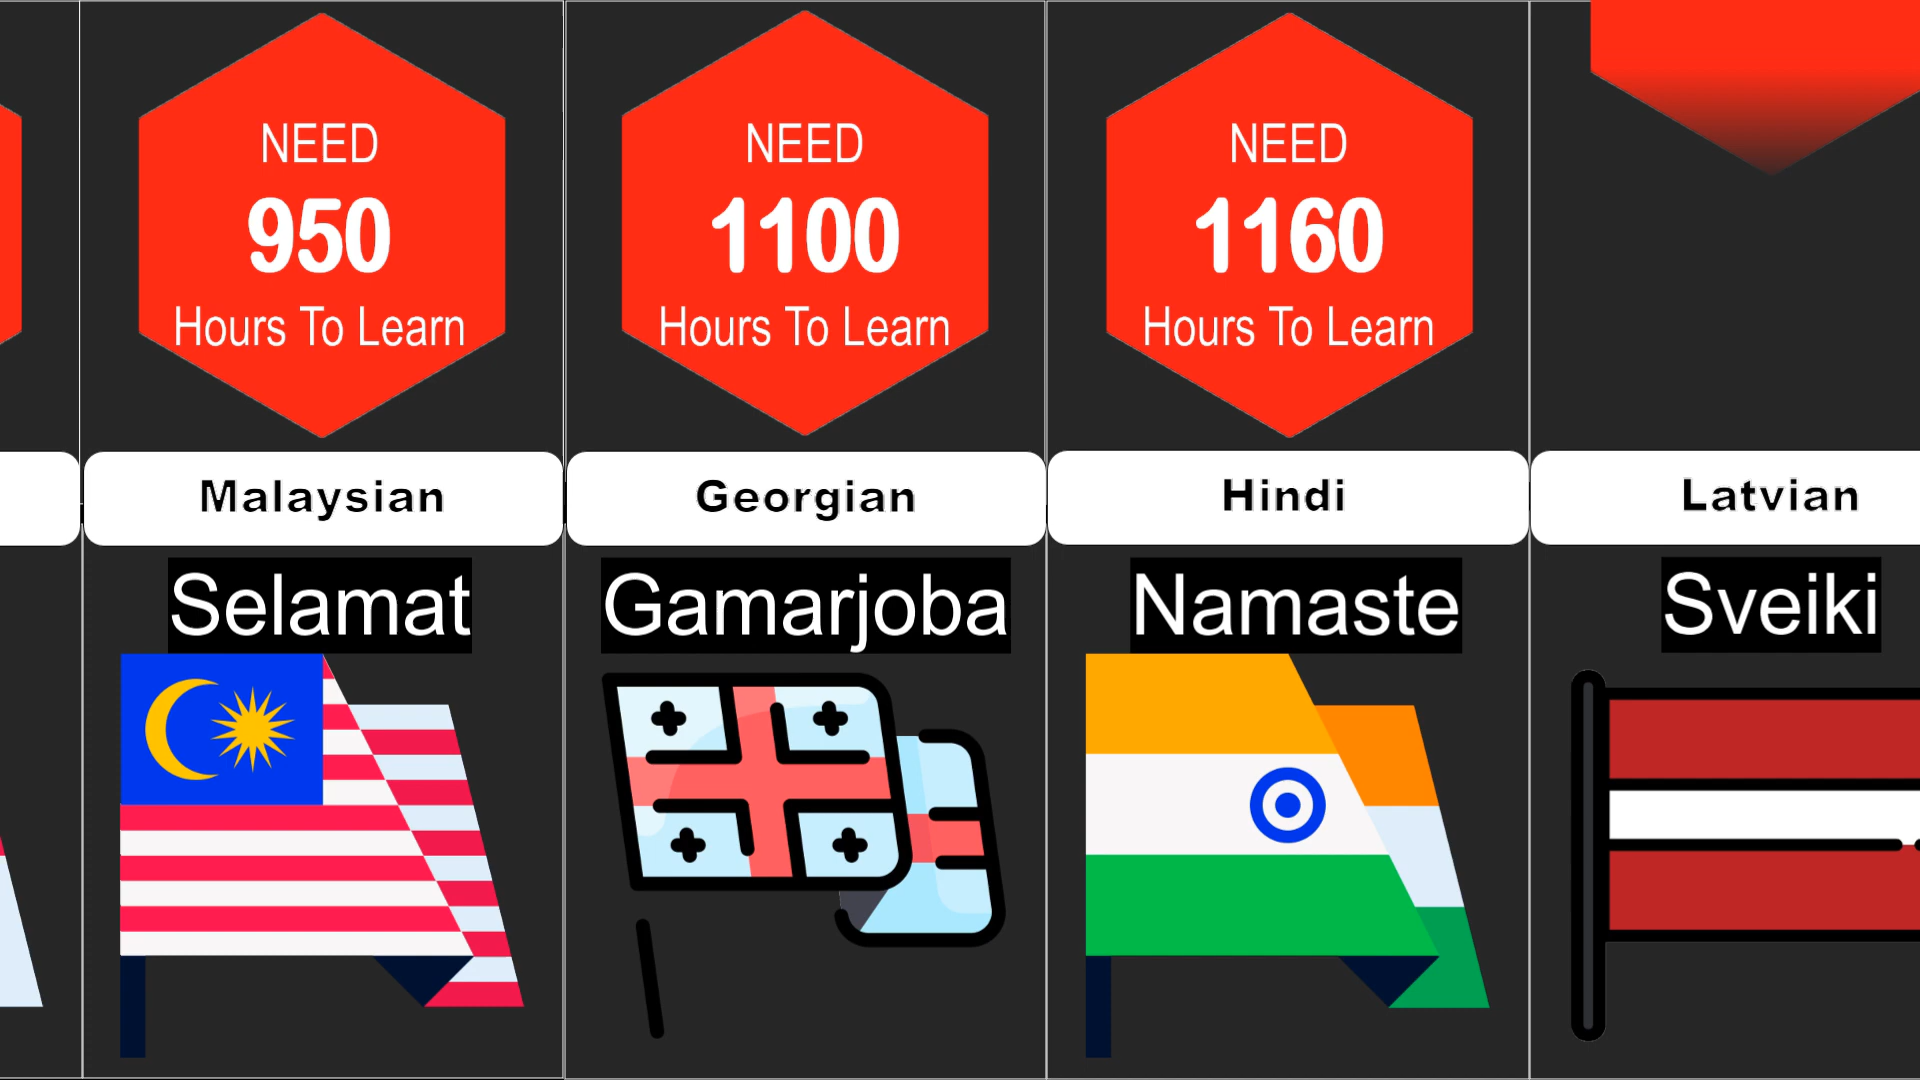 NEED
950
Hours To Learn
Malaysian
Selamat
NEED
1100
Hours To Learn
Georgian
Gamarjoba
NEED
1160
Hours To Learn
Hindi
Namaste
Latvian
Sveiki